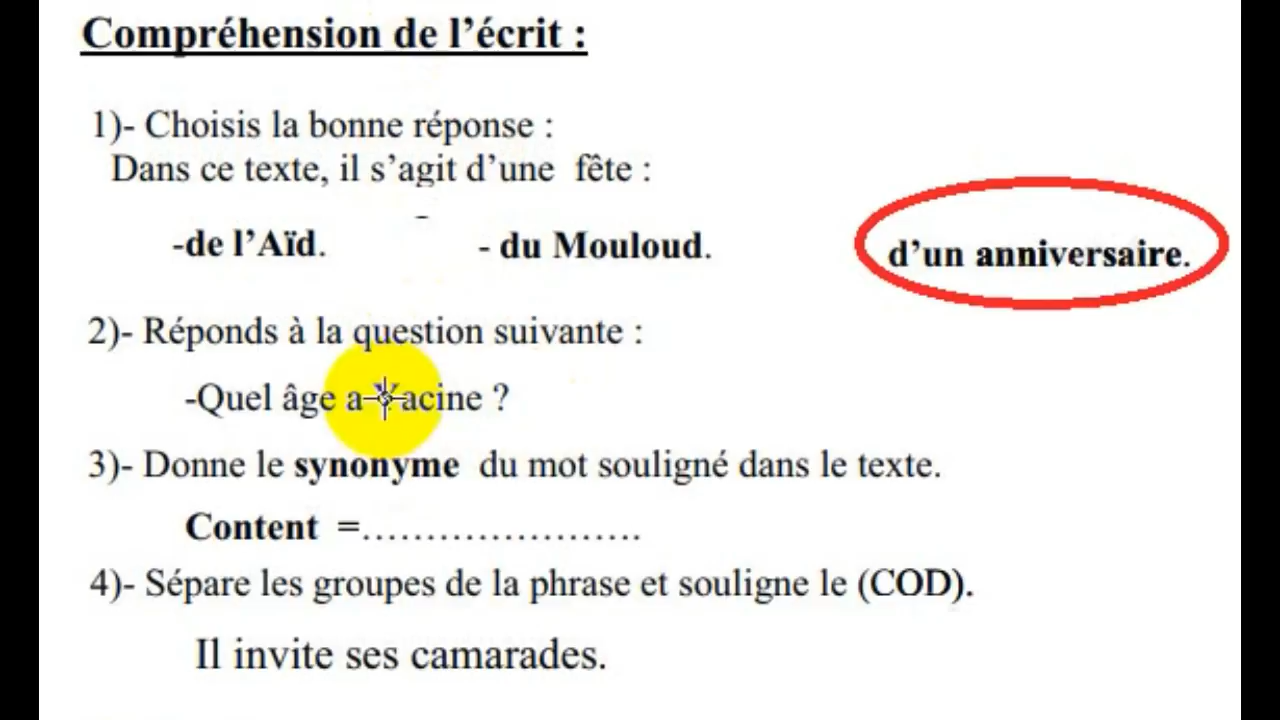 Compréhension de l’écrit :
1)- Choisis la bonne réponse :
Dans ce texte, il s’agit d’une fête :
-de l’Aïd. - du Mouloud. d’un anniversaire.
2)- Réponds à la question suivante :
-Quel âge a Yacine ?
3)- Donne le synonyme du mot souligné dans le texte.
Content =......................
4)- Sépare les groupes de la phrase et souligne le (COD).
Il invite ses camarades.